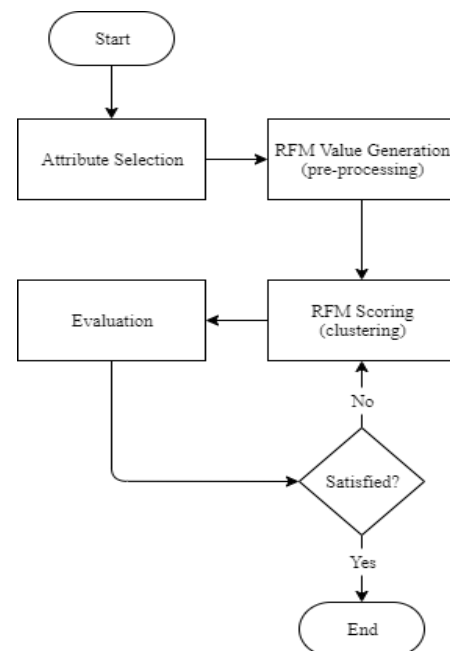 Start
Attribute Selection
RFM Value Generation
(pre-processing)
RFM Scoring
(clustering)
Evaluation
No
Satisfied?
Yes
End